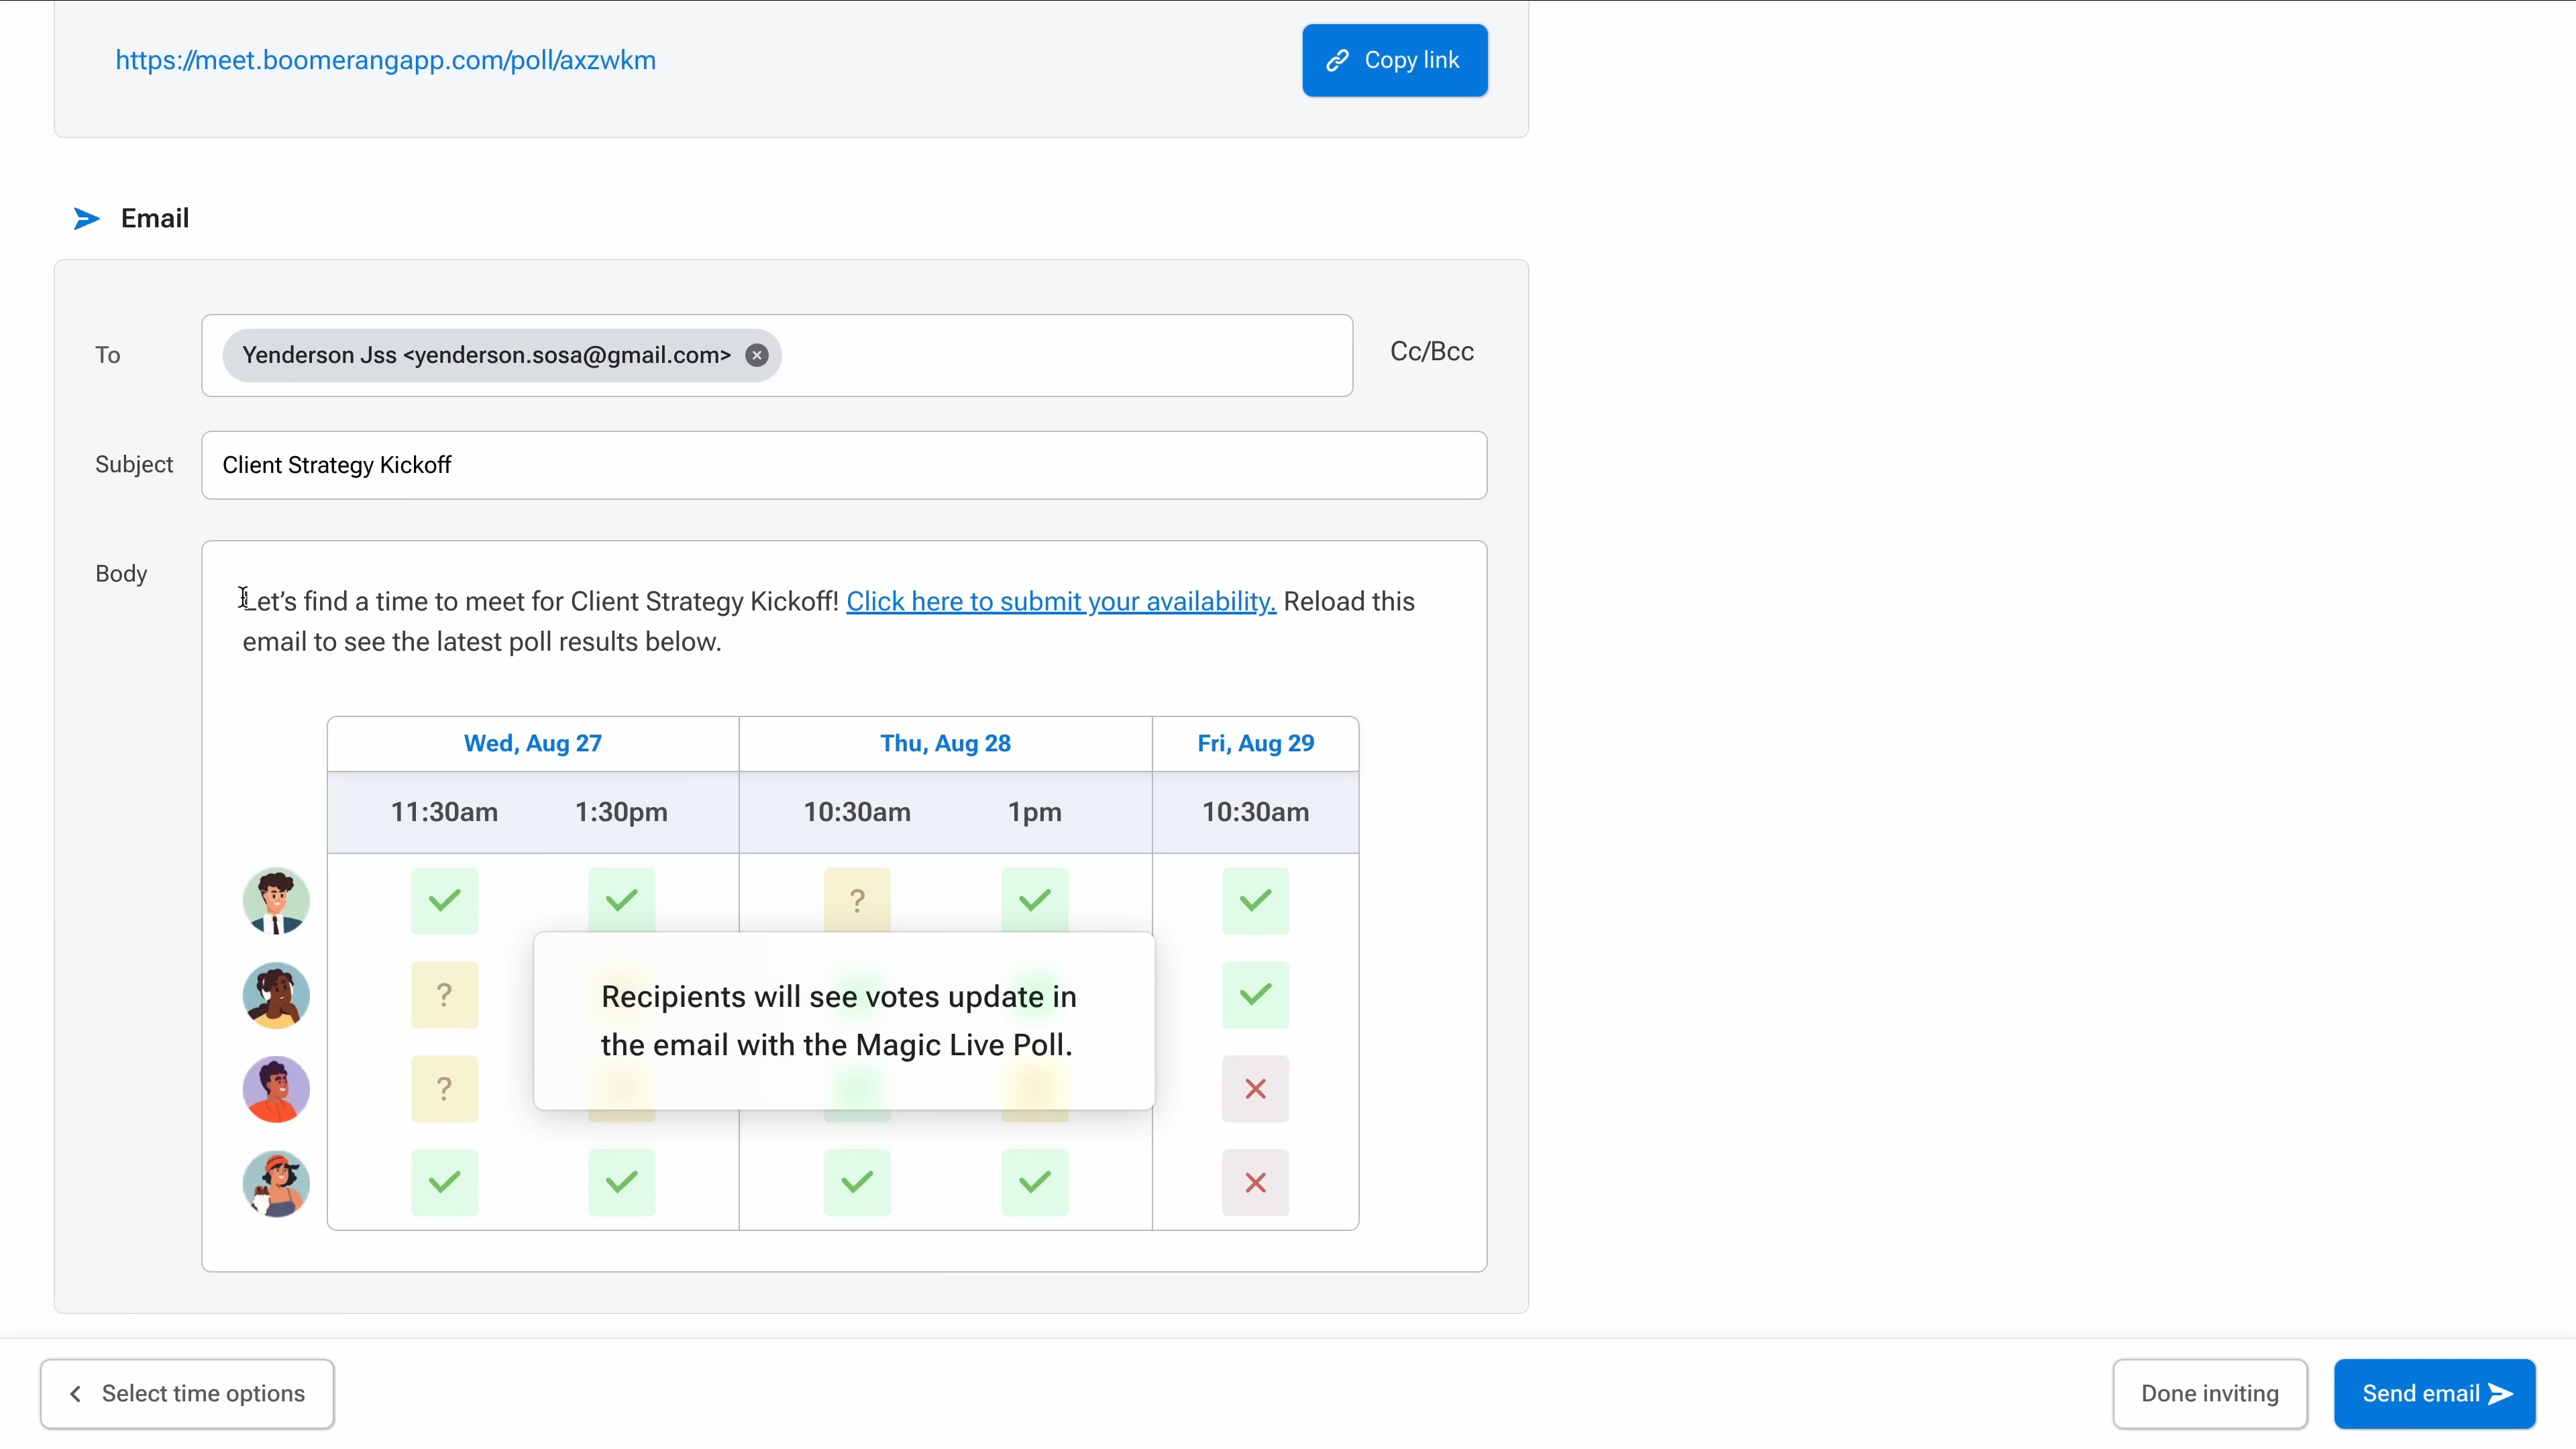 https://meet.boomerangapp.com/poll/axzwkm
Copy link
Email
To
Yenderson Jss <yenderson.sosa@gmail.com>
Cc/Bcc
Subject
Client Strategy Kickoff
Body
Let’s find a time to meet for Client Strategy Kickoff! Click here to submit your availability. Reload this
email to see the latest poll results below.
Wed, Aug 27
Thu, Aug 28
Fri, Aug 29
11:30am
1:30pm
10:30am
1pm
10:30am
?
?
Recipients will see votes update in
the email with the Magic Live Poll.
?
Select time options
Done inviting
Send email